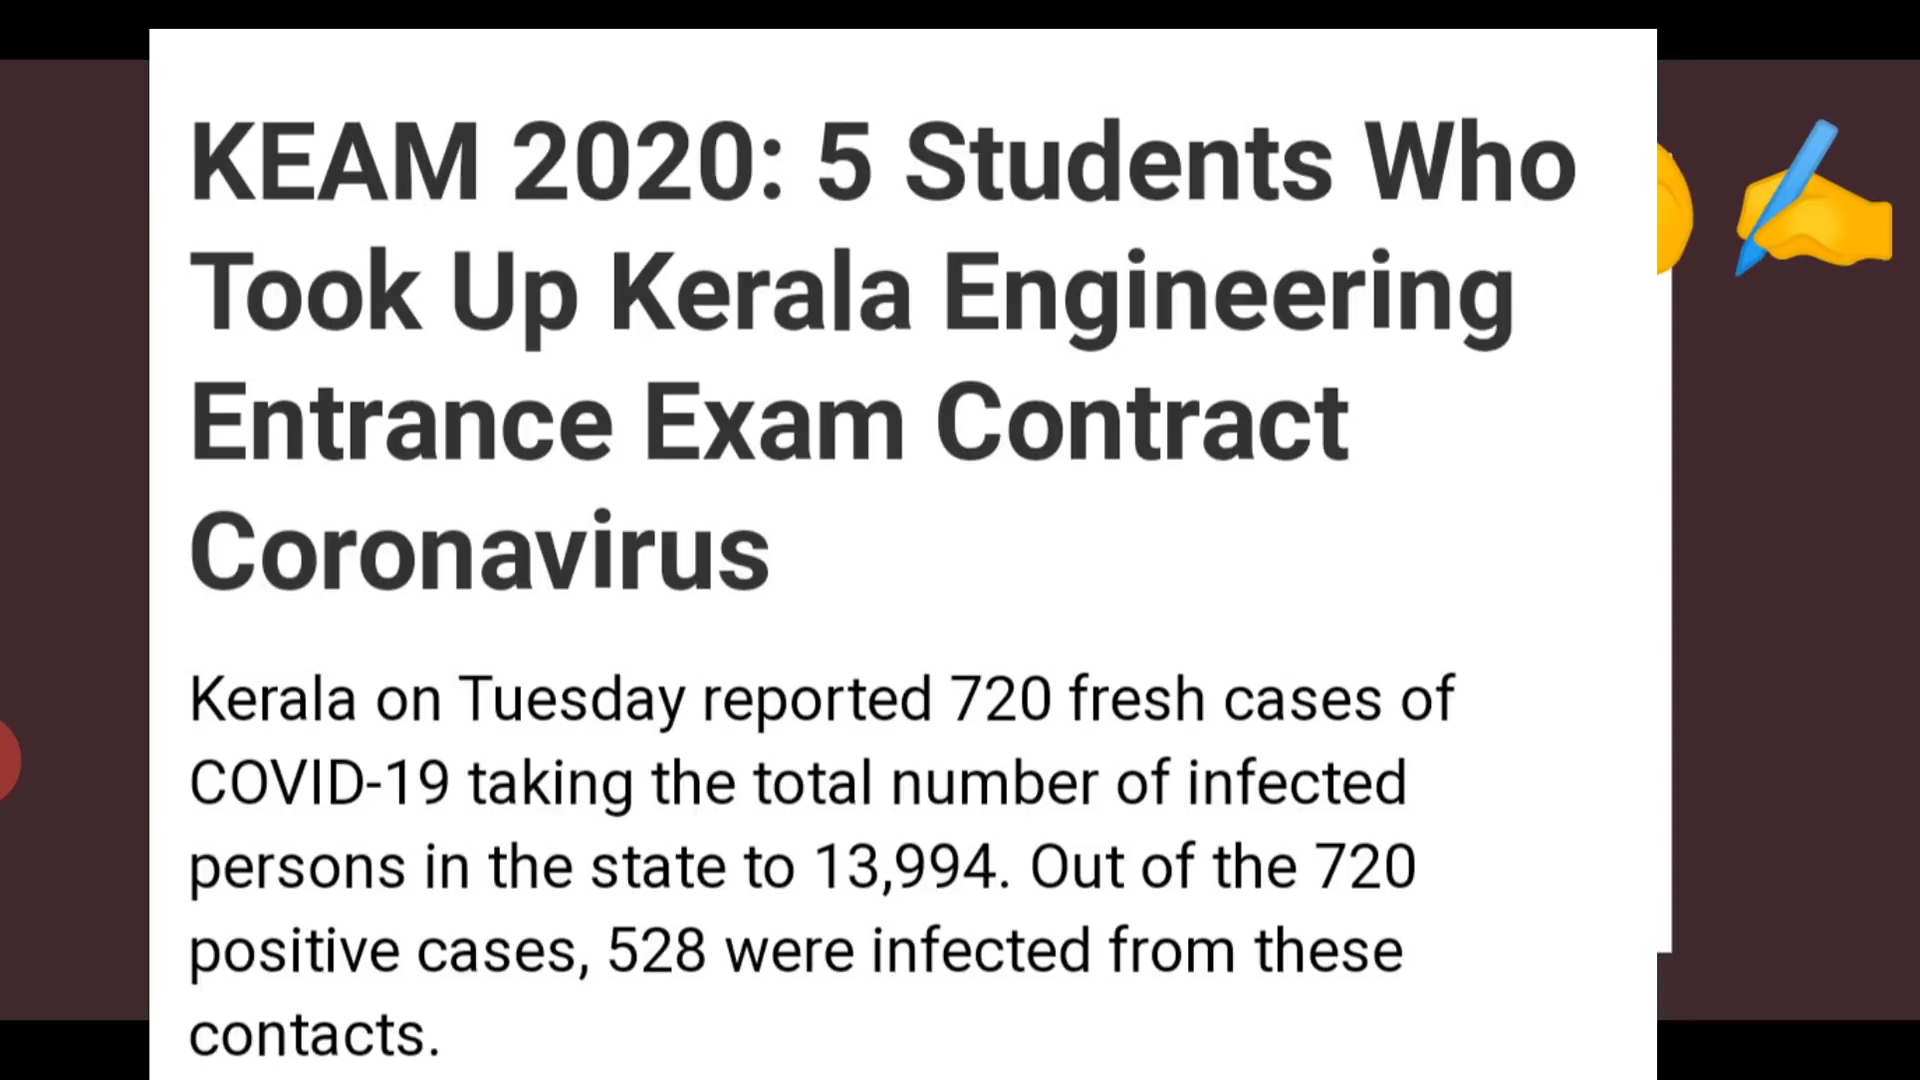 KEAM 2020: 5 Students Who
Took Up Kerala Engineering
Entrance Exam Contract
Coronavirus
Kerala on Tuesday reported 720 fresh cases of
COVID-19 taking the total number of infected
persons in the state to 13,994. Out of the 720
positive cases, 528 were infected from these
contacts.